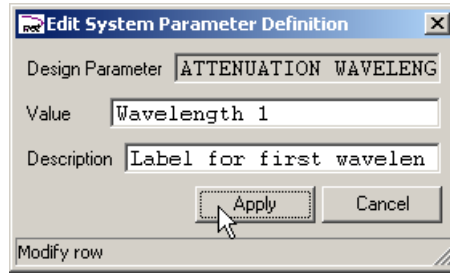 Edit System Parameter Definition
Design Parameter ATTENUATION WAVELENG
Value Wavelength 1
Description Label for first wavelen
Apply Cancel
Modify row